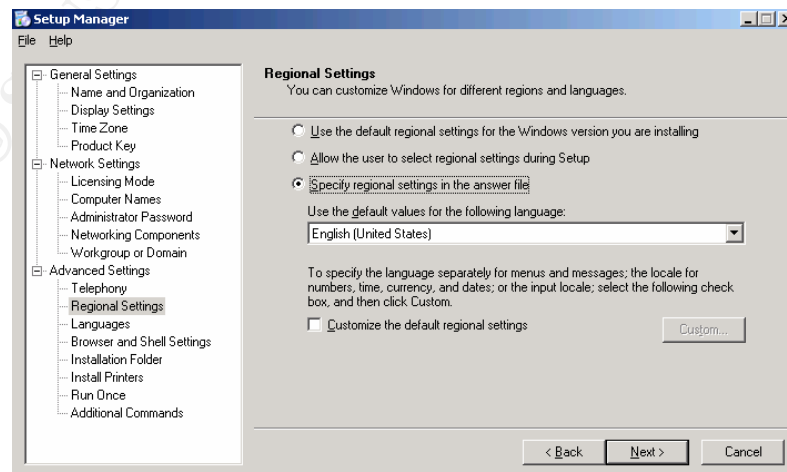 Setup Manager
File Help
General Settings
Name and Organization
Display Settings
Time Zone
Product Key
Network Settings
Licensing Mode
Computer Names
Administrator Password
Networking Components
Workgroup or Domain
Advanced Settings
Telephony
Regional Settings
Languages
Browser and Shell Settings
Installation Folder
Install Printers
Run Once
Additional Commands
Regional Settings
You can customize Windows for different regions and languages.
Use the default regional settings for the Windows version you are installing
Allow the user to select regional settings during Setup
Specify regional settings in the answer file
Use the default values for the following language:
English (United States)
To specify the language separately for menus and messages; the locale for
numbers, time, currency, and dates; or the input locale; select the following check
box, and then click Custom.
Customize the default regional settings
Custom...
< Back
Next >
Cancel